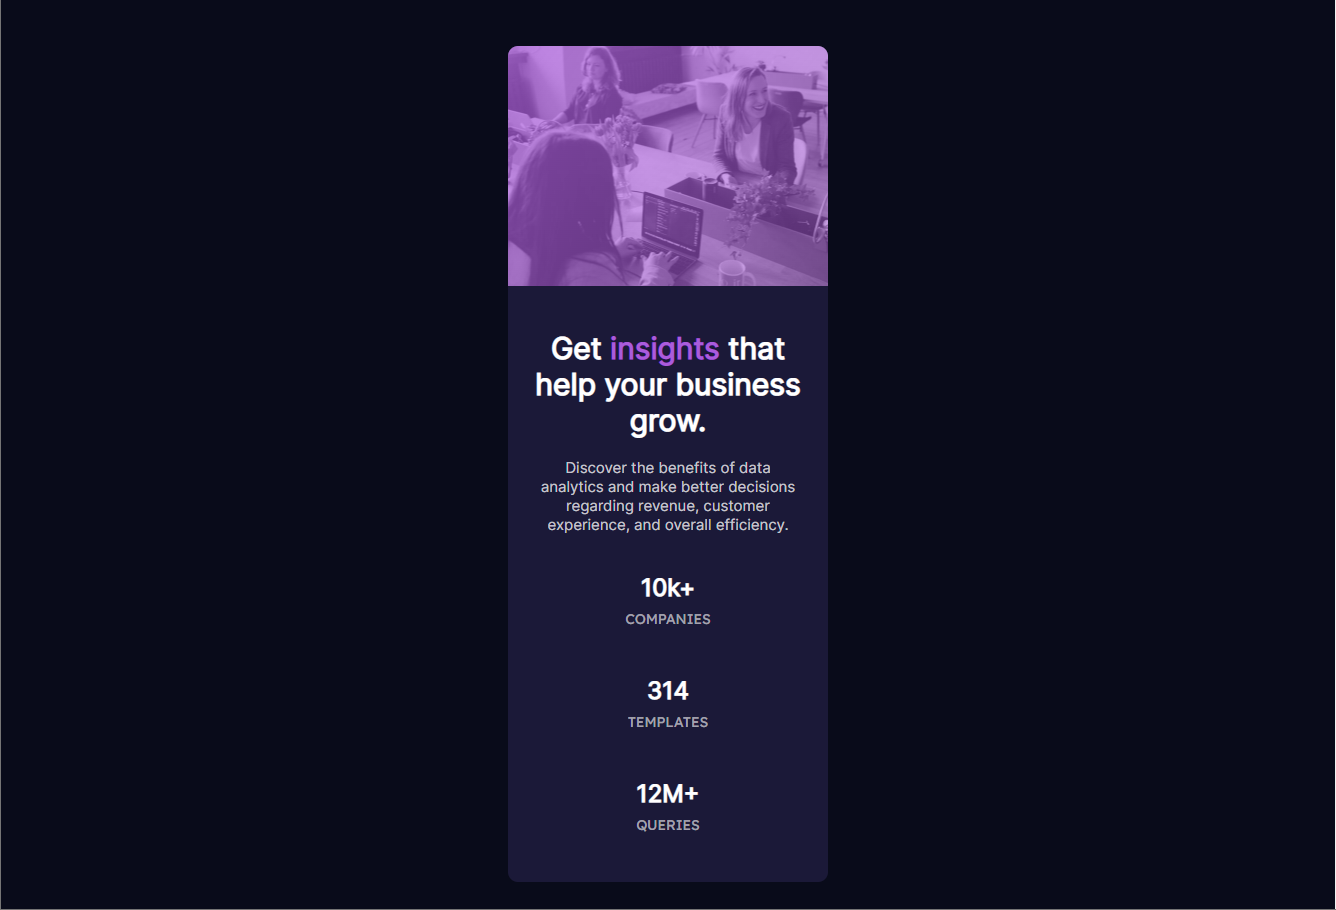 Get insights that
help your business
grow.
Discover the benefits of data
analytics and make better decisions
regarding revenue, customer
experience, and overall efficiency.
10k+
COMPANIES
314
TEMPLATES
12M+
QUERIES